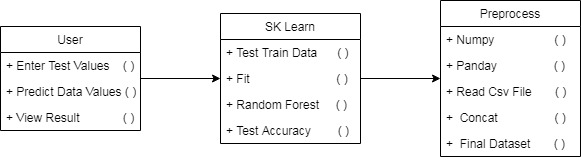 User
+ Enter Test Values ( )
+ Predict Data Values ( )
+ View Result ( )
SK Learn
+ Test Train Data ( )
+ Fit ( )
+ Random Forest ( )
+ Test Accuracy ( )
Preprocess
+ Numpy ( )
+ Panday ( )
+ Read Csv File ( )
+ Concat ( )
+ Final Dataset ( )